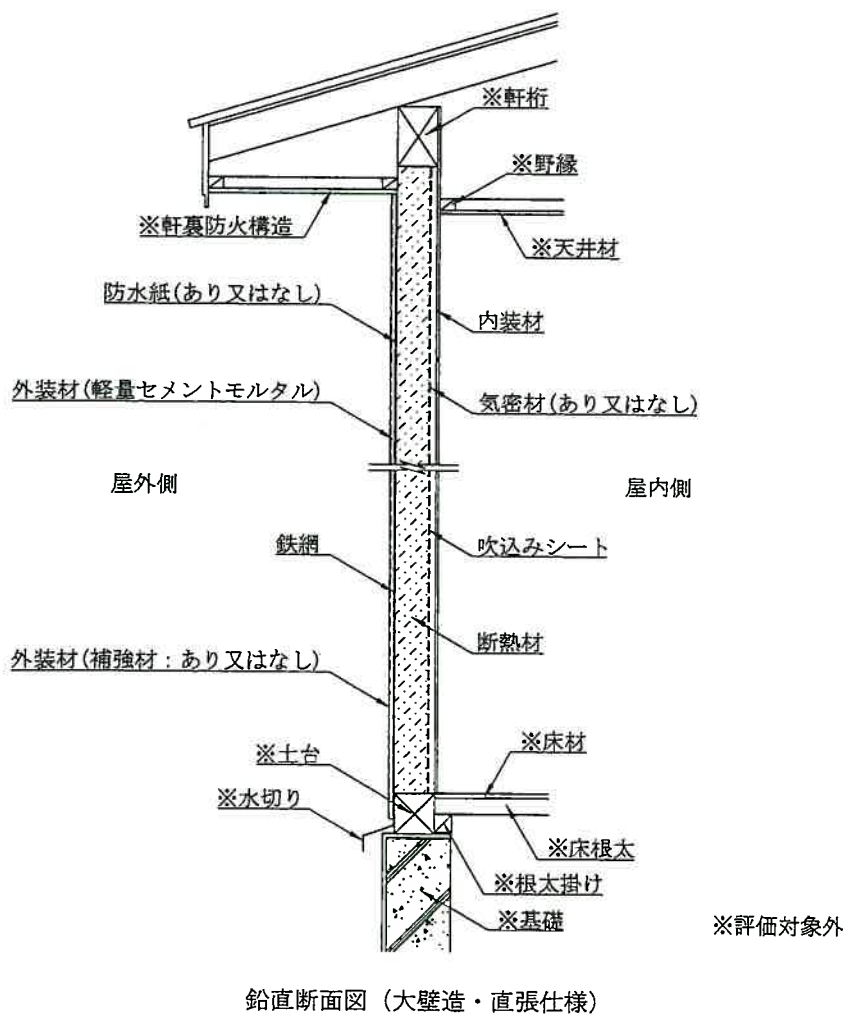 ※軒桁
※野縁
※軒裏防火構造
※天井材
防水紙(あり又はなし)
内装材
外装材(軽量セメントモルタル)
気密材(あり又はなし)
屋外側
屋内側
鉄網
吹込みシート
断熱材
外装材(補強材:あり又はなし)
※床材
※土台
※水切り
※床根太
※根太掛け
※基礎
※評価対象外
鉛直断面図(大壁造・直張仕様)